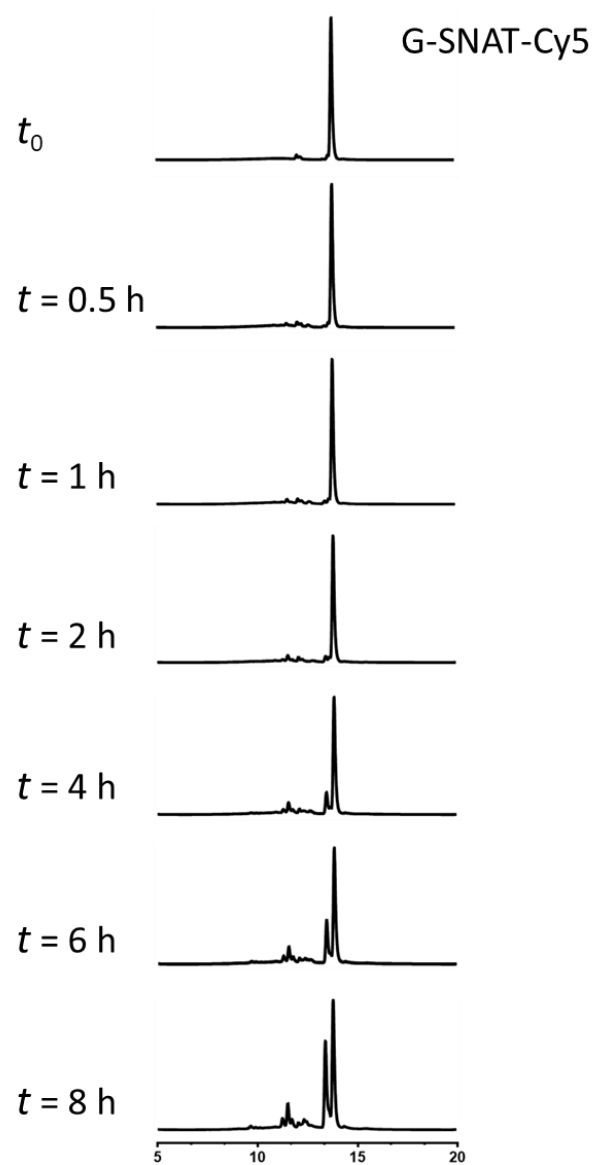 G-SNAT-Cy5
t₀
t = 0.5 h
t = 1 h
t = 2 h
t = 4 h
t = 6 h
t = 8 h
5 10 15 20